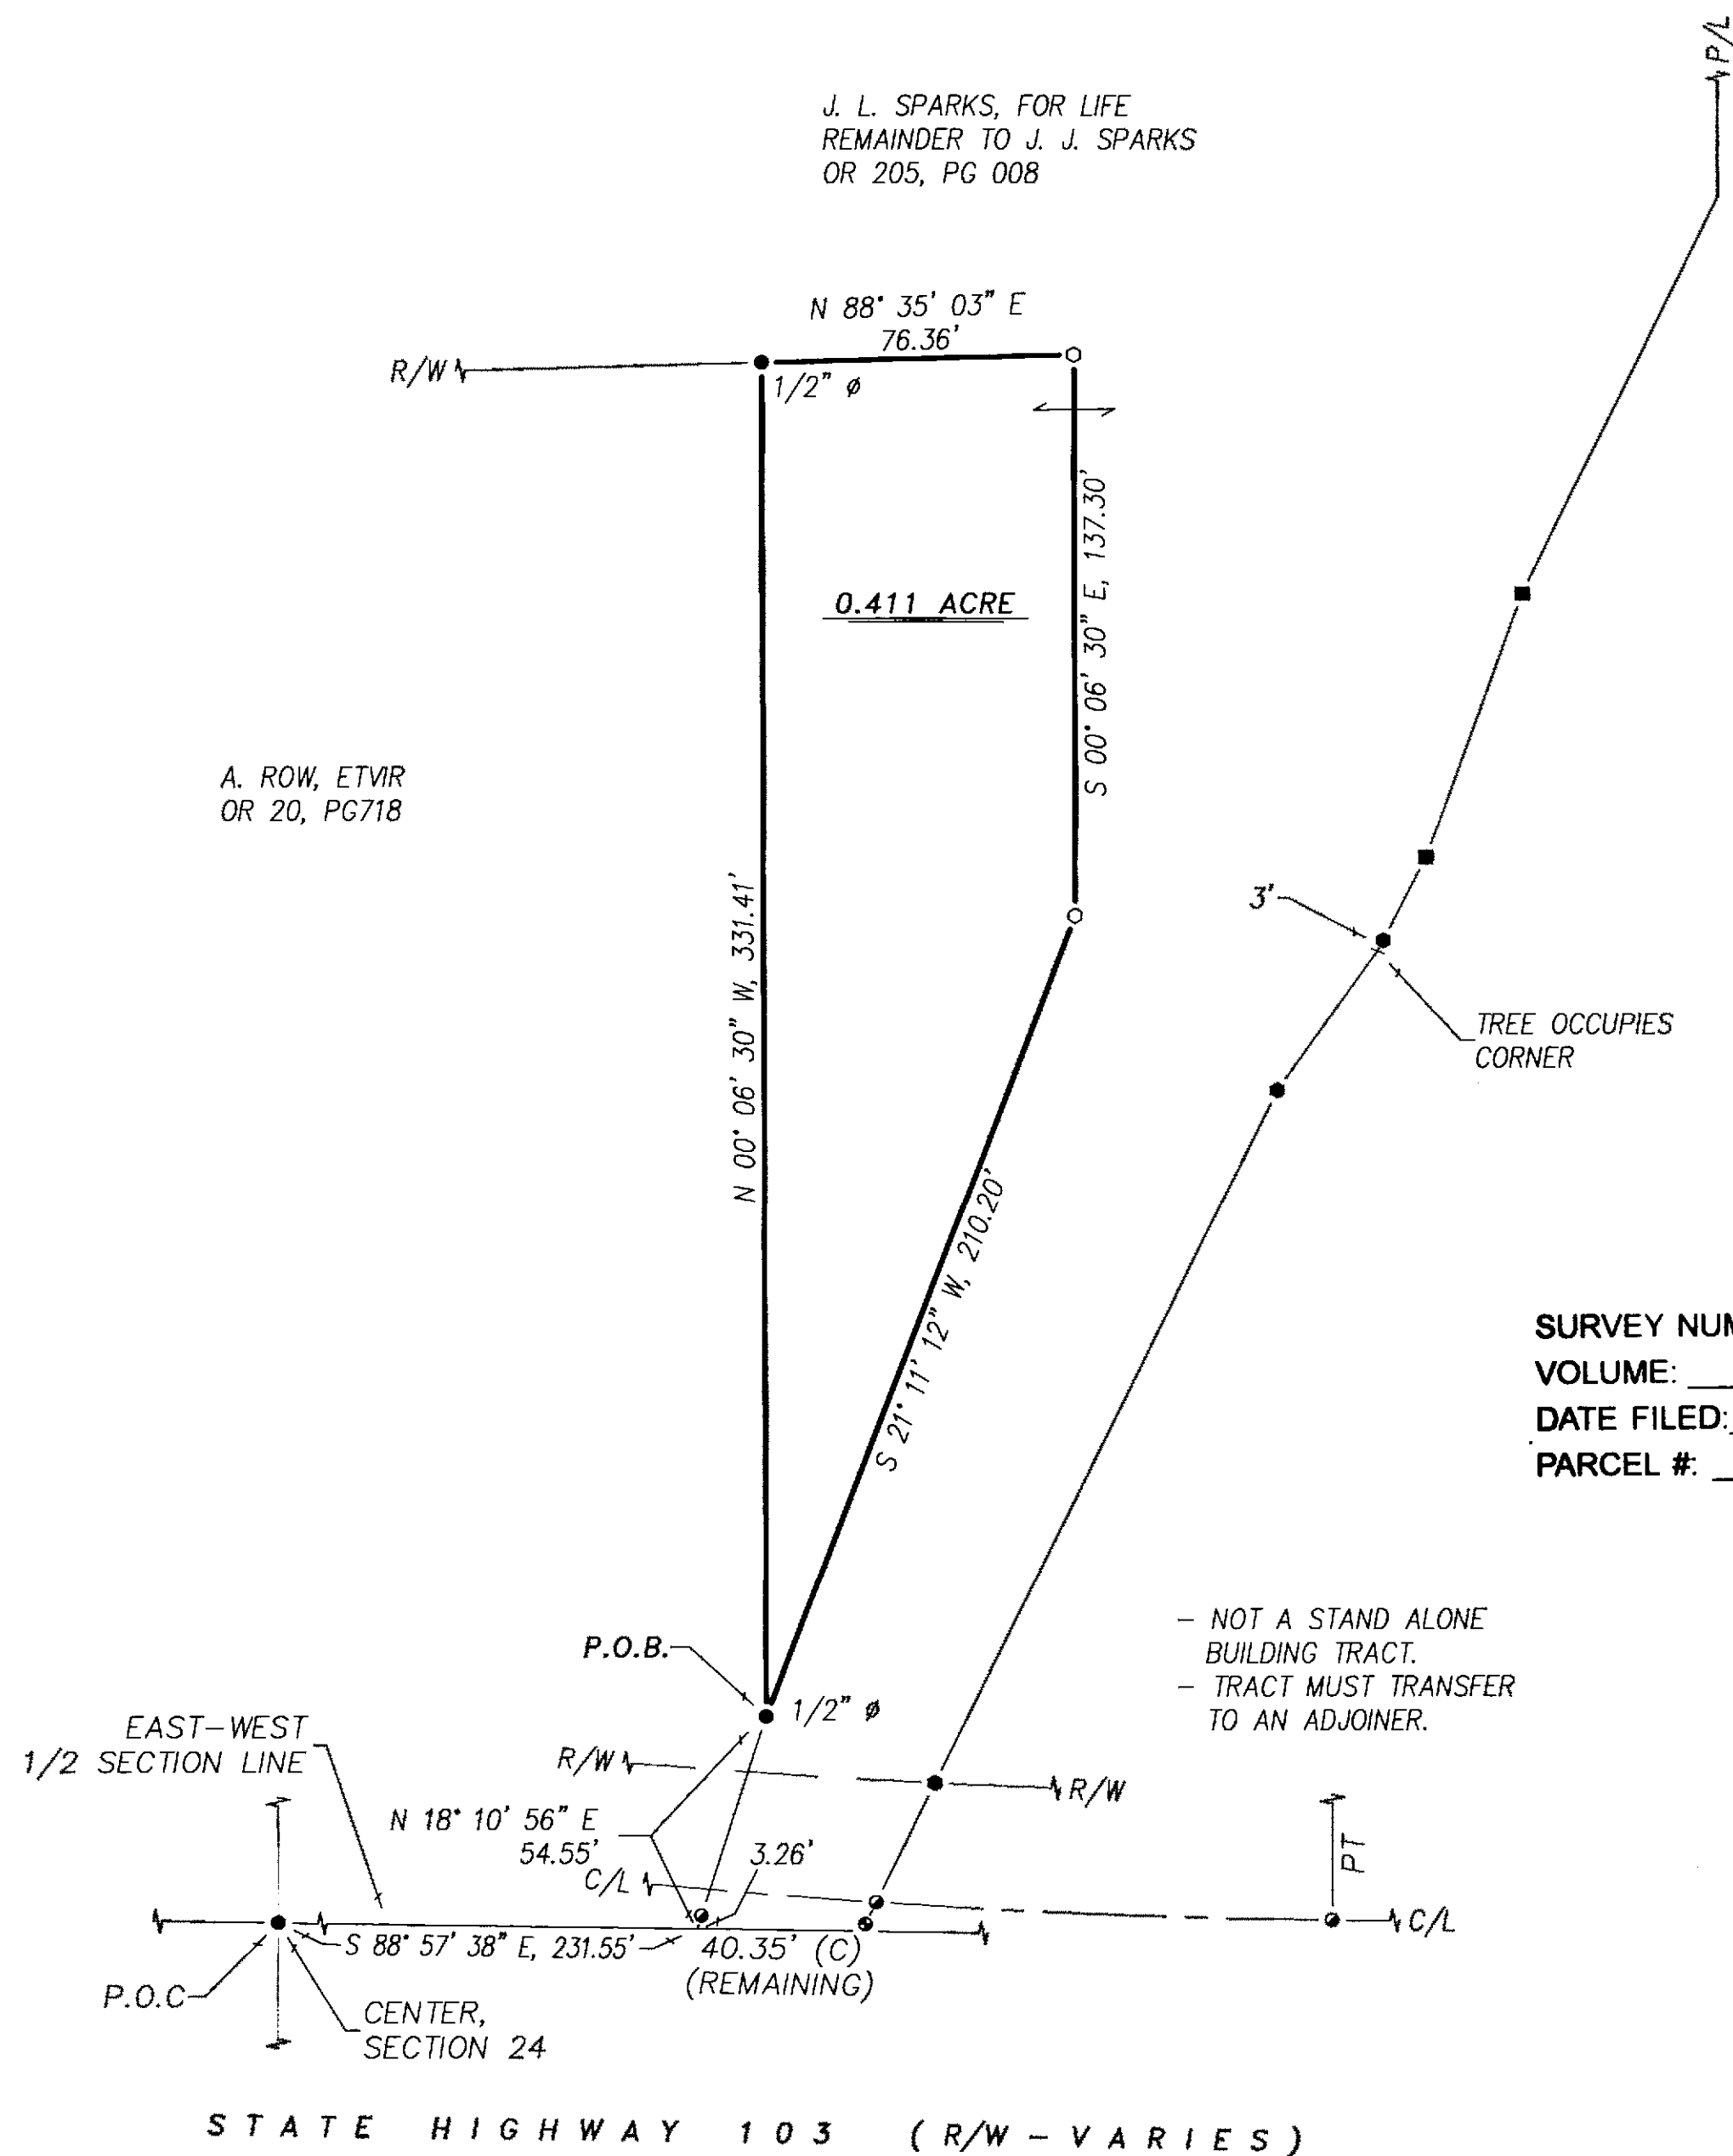 P/L
J. L. SPARKS, FOR LIFE
REMAINDER TO J. J. SPARKS
OR 205, PG 008
N 88° 35' 03" E
76.36'
R/W
1/2" ø
S 00° 06' 30" E, 137.30'
0.411 ACRE
A. ROW, ETVIR
OR 20, PG718
N 00° 06' 30" W, 331.41'
3'
TREE OCCUPIES
CORNER
S 21° 11' 12" W, 210.20'
SURVEY NUM
VOLUME:
DATE FILED:
PARCEL #:
- NOT A STAND ALONE
BUILDING TRACT.
- TRACT MUST TRANSFER
TO AN ADJOINER.
P.O.B.
1/2" ø
EAST-WEST
1/2 SECTION LINE
R/W
R/W
N 18° 10' 56" E
54.55'
3.26'
C/L
PT
C/L
S 88° 57' 38" E, 231.55'
40.35' (C)
(REMAINING)
P.O.C
CENTER,
SECTION 24
STATE HIGHWAY 103 (R/W-VARIES)